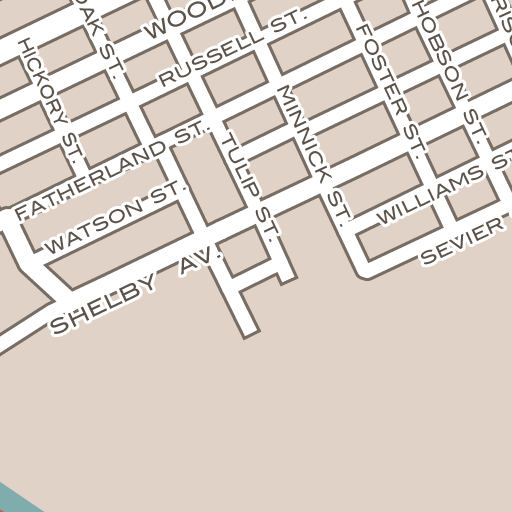 OAK ST.
WOOD
HOBSON ST.
HICKORY ST.
RUSSELL ST.
FOSTER ST.
MINNICK ST.
FATHERLAND ST.
TULIP ST.
WATSON ST.
WILLIAMS ST
SEVIER
SHELBY AV.